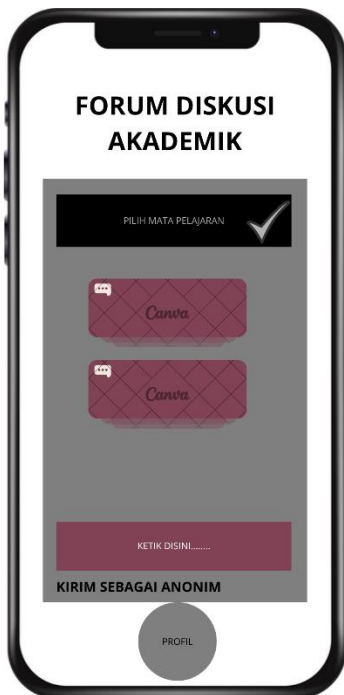 FORUM DISKUSI
AKADEMIK
PILIH MATA PELAJARAN
Canva
Canva
KETIK DISINI........
KIRIM SEBAGAI ANONIM
PROFIL